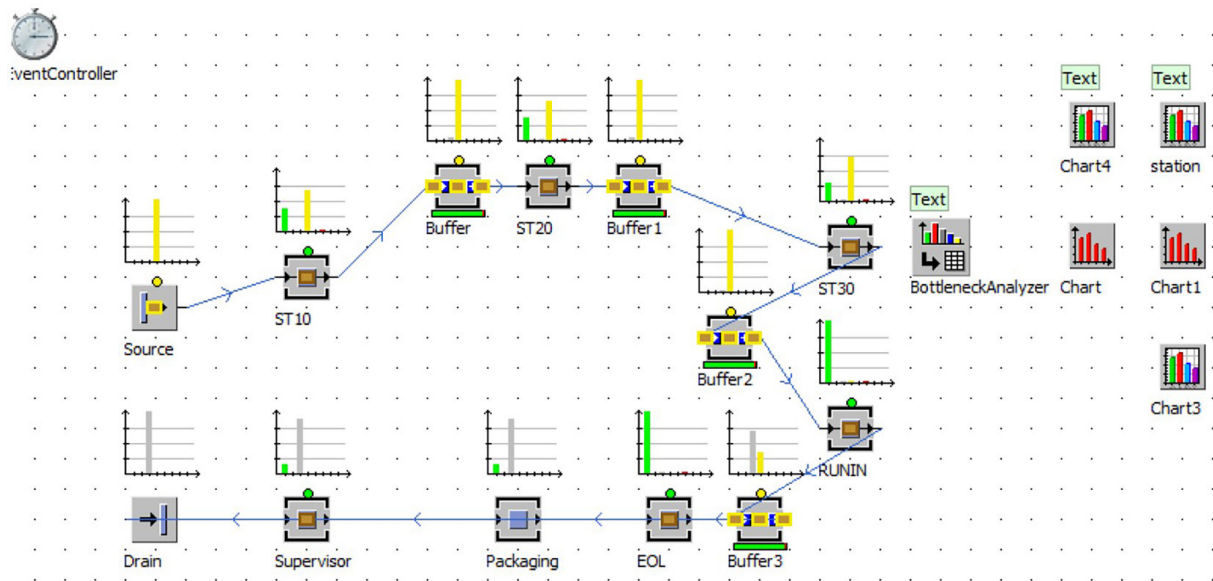 EventController
Text
Text
Chart4
station
Buffer
ST20
Buffer1
Text
ST10
ST30
BottleneckAnalyzer
Chart
Chart1
Source
Buffer2
Chart3
RUNIN
Drain
Supervisor
Packaging
EOL
Buffer3